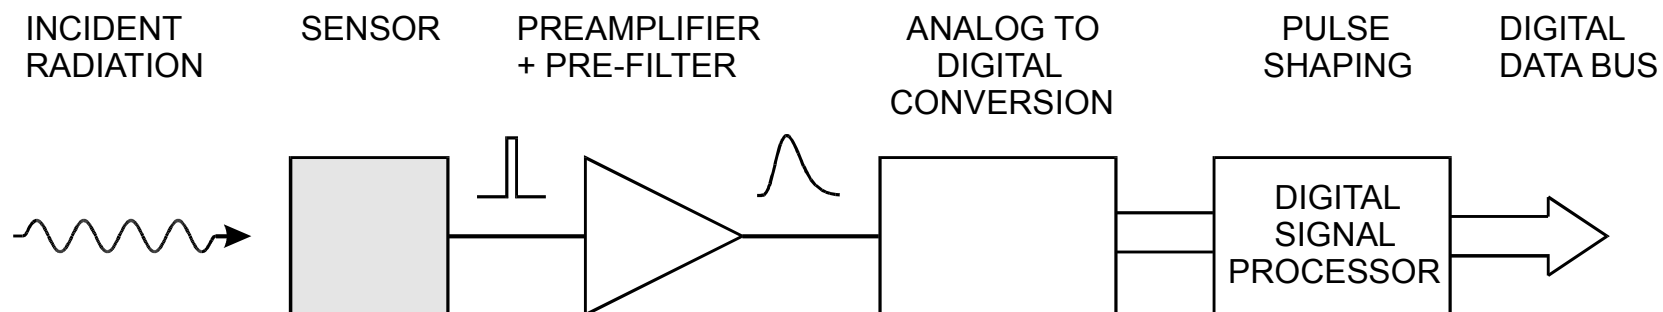 INCIDENT
RADIATION
SENSOR
PREAMPLIFIER
+ PRE-FILTER
ANALOG TO
DIGITAL
CONVERSION
PULSE
SHAPING
DIGITAL
DATA BUS
DIGITAL
SIGNAL
PROCESSOR